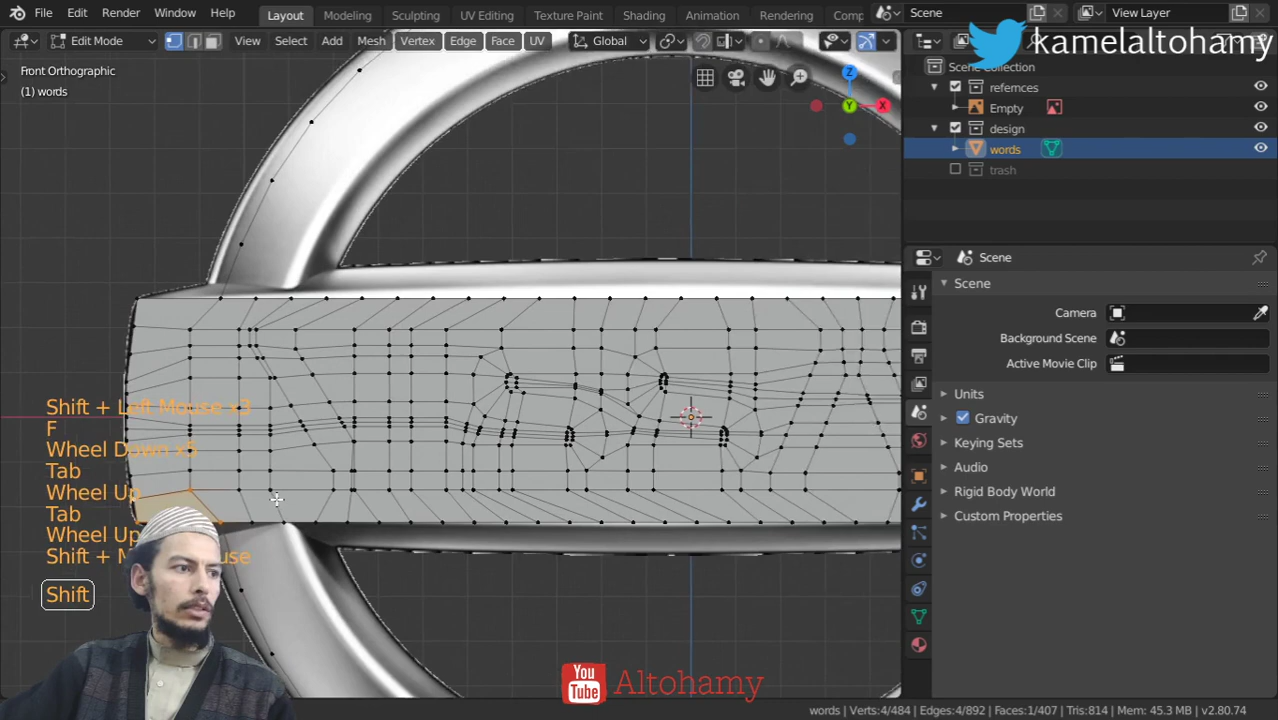 File Edit Render Window Help Layout Modeling Sculpting UV Editing Texture Paint Shading Animation Rendering Comp Scene View Layer
Edit Mode View Select Add Mesh Vertex Edge Face UV Global
kamelaltohamy
Front Orthographic
(1) words
Z
X
Y
Scene Collection
refernces
Empty
design
words
trash
Scene
Scene
Camera
Background Scene
Active Movie Clip
Units
Gravity
Keying Sets
Audio
Rigid Body World
Custom Properties
Shift + Left Mouse x3
F
Wheel Down x5
Tab
Wheel Up
Tab
Wheel Up
Shift
You Tube Altohamy
words | Verts:4/484 | Edges:4/892 | Faces:1/407 | Tris:814 | Mem: 45.3 MB | v2.80.74